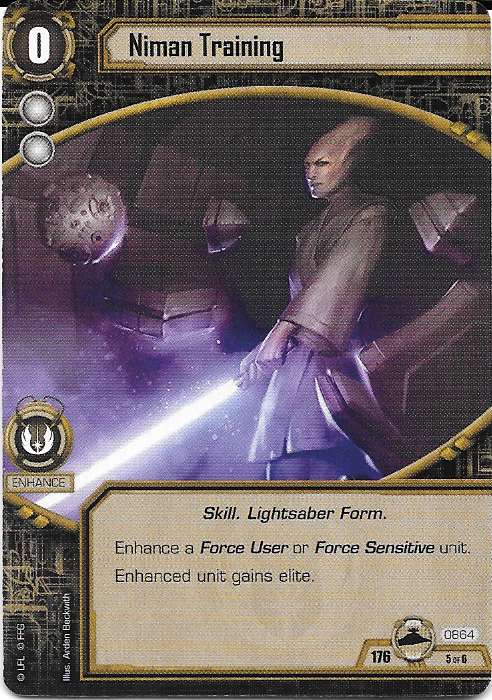 0
Niman Training
ENHANCE
Skill. Lightsaber Form.
Enhance a Force User or Force Sensitive unit.
Enhanced unit gains elite.
© LFL © FFG
Illus. Arden Beckwith
176
5 of 6
0864